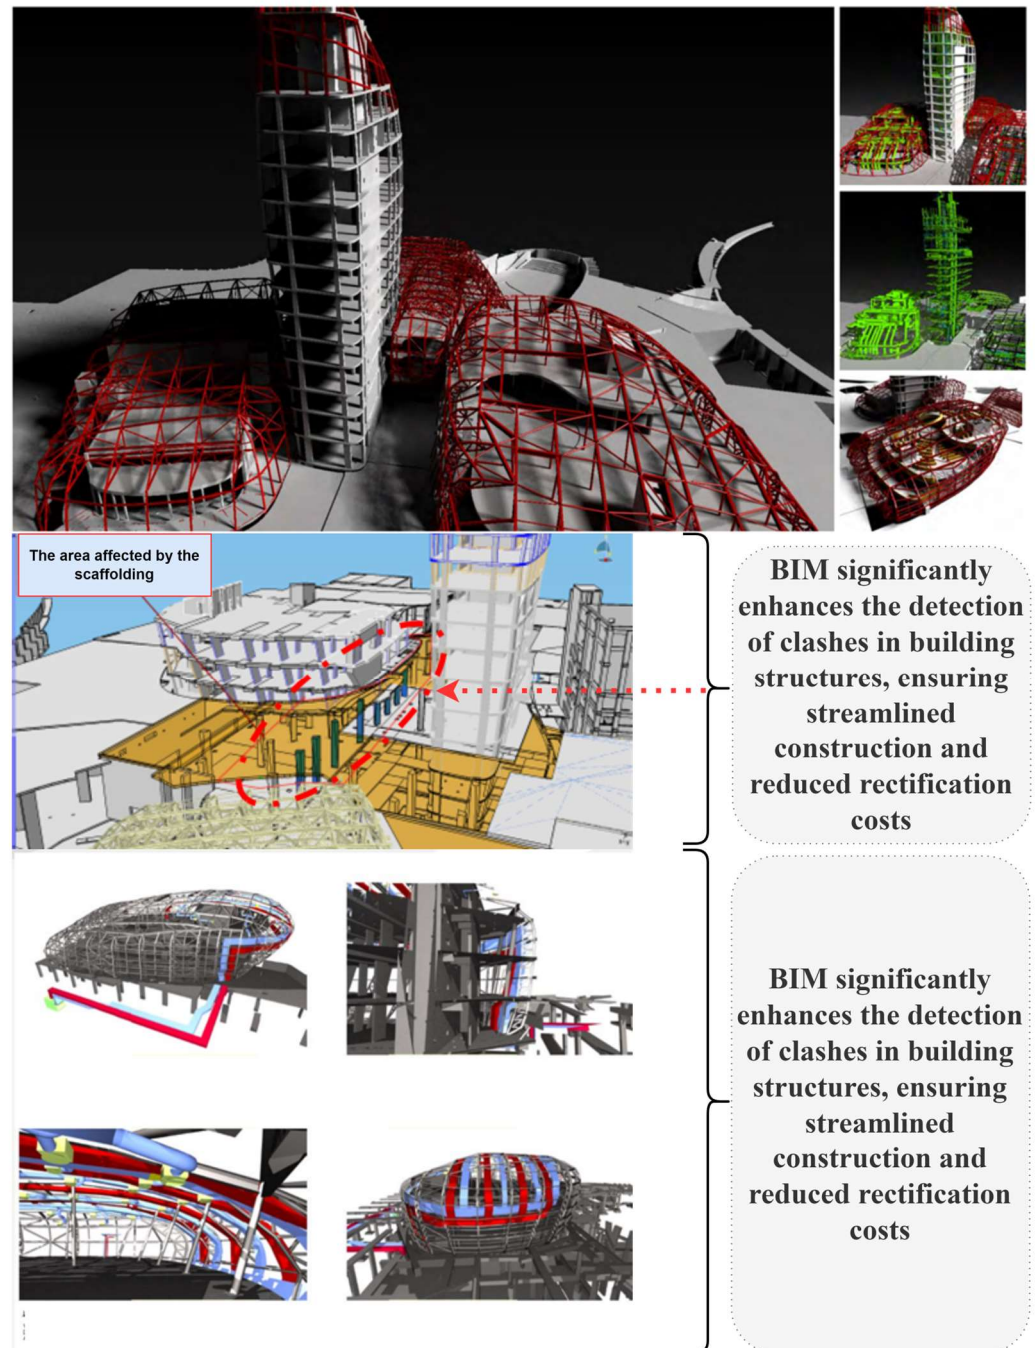 The area affected by the
scaffolding
BIM significantly
enhances the detection
of clashes in building
structures, ensuring
streamlined
construction and
reduced rectification
costs
BIM significantly
enhances the detection
of clashes in building
structures, ensuring
streamlined
construction and
reduced rectification
costs